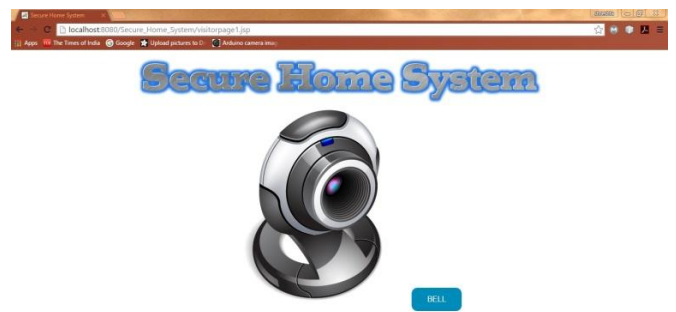 Secure Home System
localhost:8080/Secure_Home_System/visitorpage1.jsp
Apps The Times of India Google Upload pictures to D Arduino camera imag
Secure Home System
BELL